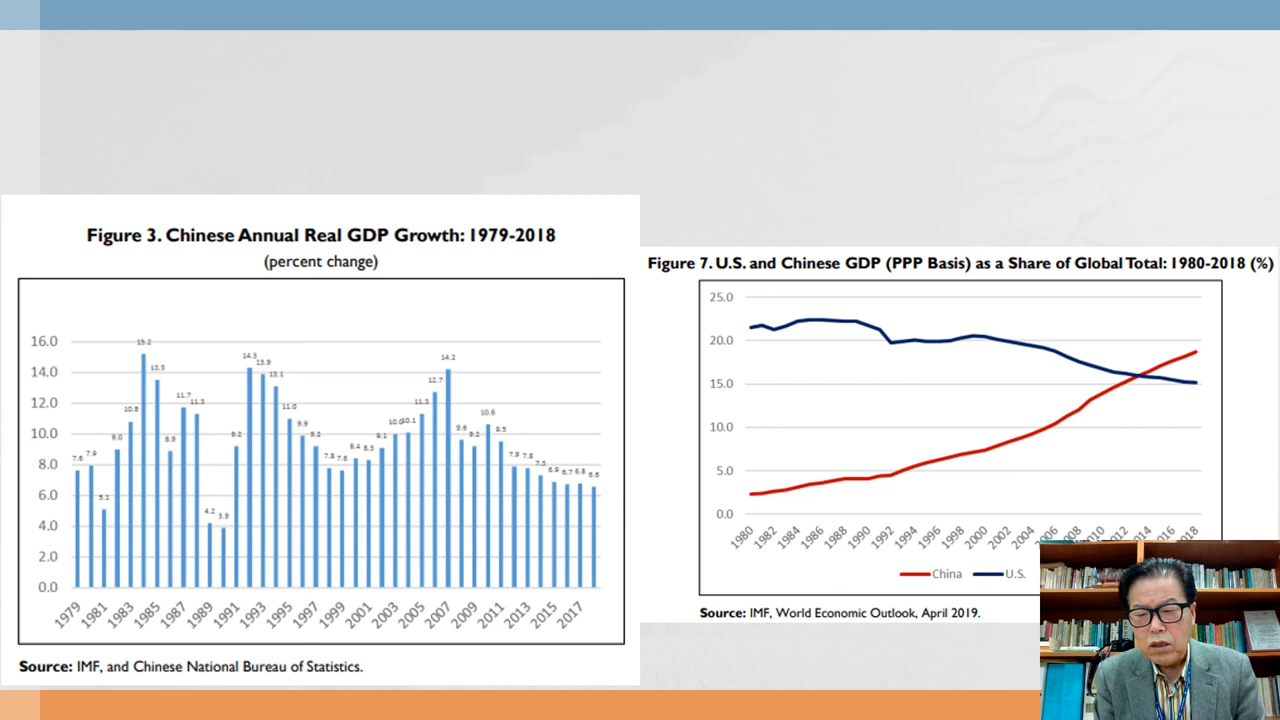 Figure 3. Chinese Annual Real GDP Growth: 1979-2018
(percent change)
16.0
14.0
12.0
10.0
8.0
6.0
4.0
2.0
0.0
7.6 7.9 5.1 9.0 10.8 15.2 13.5 8.9 11.7 11.3 4.2 3.9 9.2 14.3 13.9 13.1 11.0 9.9 9.2 7.8 7.6 8.4 8.3 9.1 10.0 10.1 11.3 12.7 14.2 9.6 9.2 10.6 9.5 7.9 7.8 7.3 6.9 6.7 6.8 6.6
1979 1981 1983 1985 1987 1989 1991 1993 1995 1997 1999 2001 2003 2005 2007 2009 2011 2013 2015 2017
Source: IMF, and Chinese National Bureau of Statistics.
Figure 7. U.S. and Chinese GDP (PPP Basis) as a Share of Global Total: 1980-2018 (%)
25.0
20.0
15.0
10.0
5.0
0.0
1980 1982 1984 1986 1988 1990 1992 1994 1996 1998 2000 2002 2004 2006 2008 2010 2012 2014 2016 2018
China U.S.
Source: IMF, World Economic Outlook, April 2019.